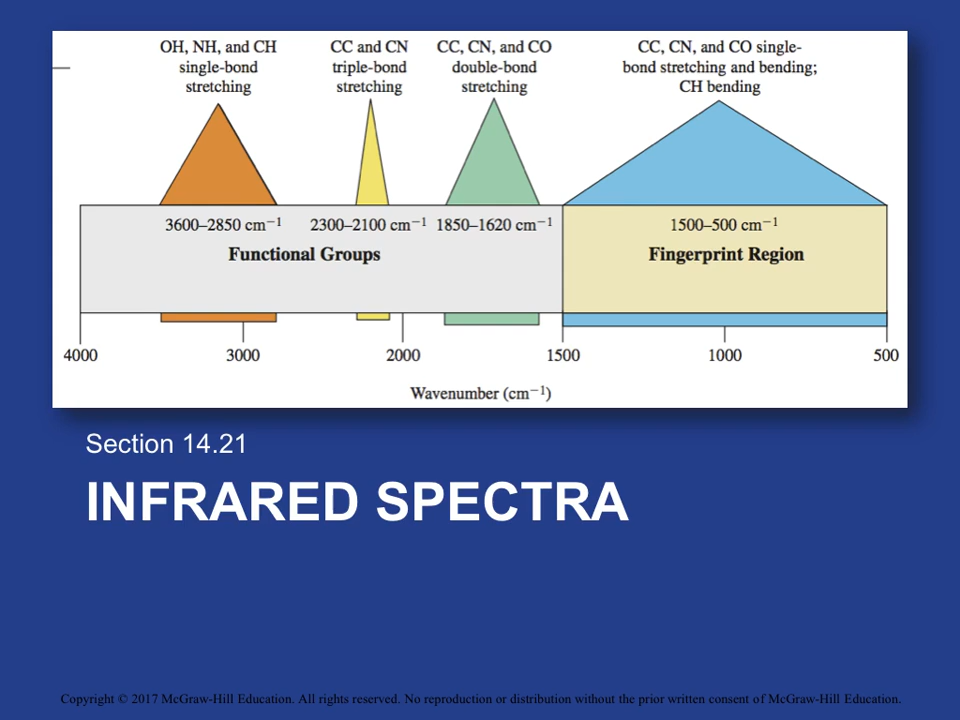 OH, NH, and CH
single-bond
stretching
CC and CN
triple-bond
stretching
CC, CN, and CO
double-bond
stretching
CC, CN, and CO single-
bond stretching and bending;
CH bending
3600–2850 cm⁻¹
2300–2100 cm⁻¹
1850–1620 cm⁻¹
1500–500 cm⁻¹
Functional Groups
Fingerprint Region
4000
3000
2000
1500
1000
500
Wavenumber (cm⁻¹)
Section 14.21
INFRARED SPECTRA
Copyright © 2017 McGraw-Hill Education. All rights reserved. No reproduction or distribution without the prior written consent of McGraw-Hill Education.